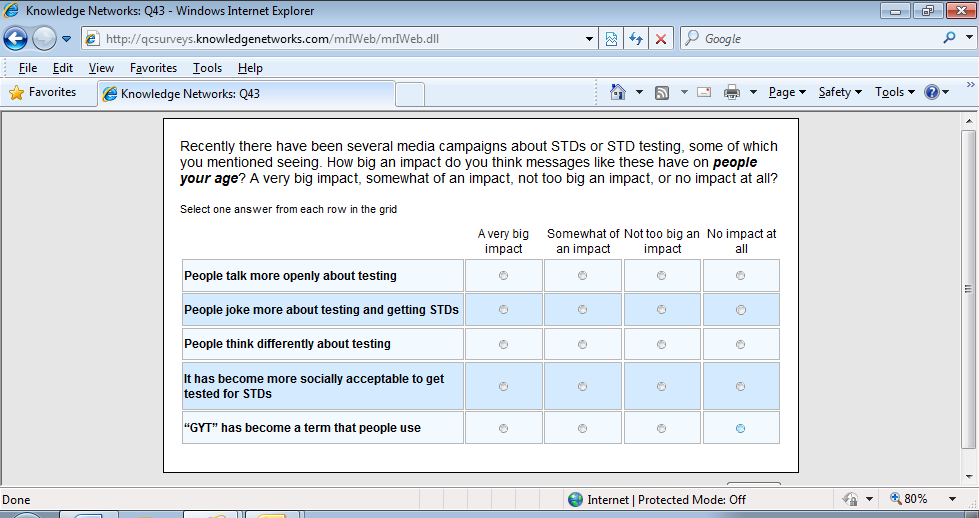 Knowledge Networks: Q43 - Windows Internet Explorer
http://qcsurveys.knowledgenetworks.com/mrIWeb/mrIWeb.dll
Google
File Edit View Favorites Tools Help
Favorites Knowledge Networks: Q43 Page Safety Tools
Recently there have been several media campaigns about STDs or STD testing, some of which
you mentioned seeing. How big an impact do you think messages like these have on people
your age? A very big impact, somewhat of an impact, not too big an impact, or no impact at all?
Select one answer from each row in the grid
A very big Somewhat of Not too big an No impact at
impact an impact impact all
People talk more openly about testing
People joke more about testing and getting STDs
People think differently about testing
It has become more socially acceptable to get
tested for STDs
“GYT” has become a term that people use
Done Internet | Protected Mode: Off 80%